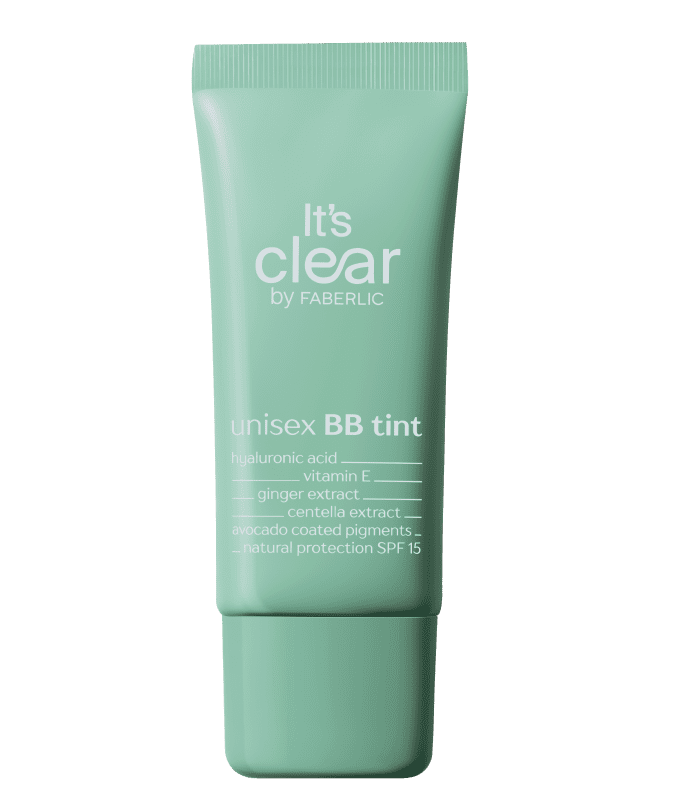 It's
clear
by FABERLIC
unisex BB tint
hyaluronic acid
vitamin E
ginger extract
centella extract
avocado coated pigments
natural protection SPF 15